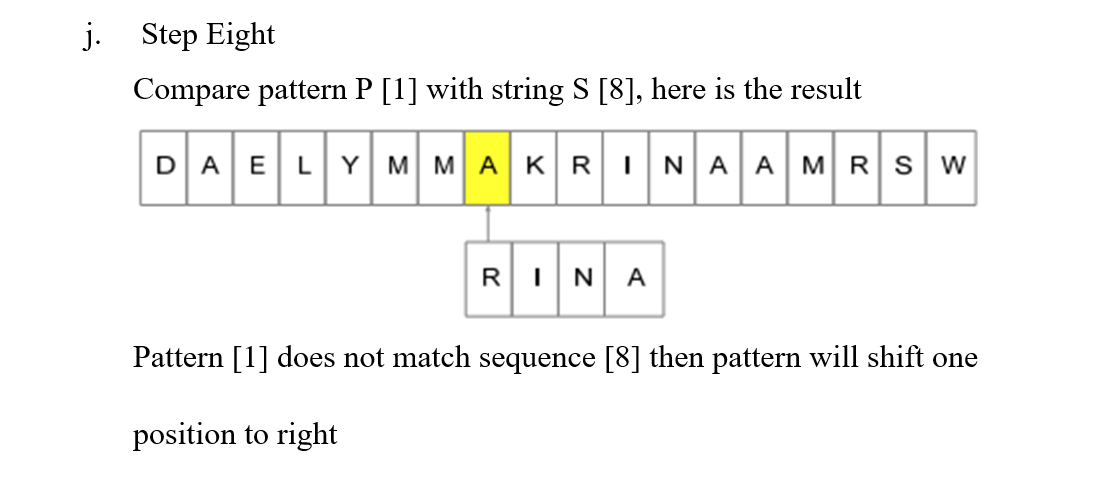 j. Step Eight
Compare pattern P [1] with string S [8], here is the result
D A E L Y M M A K R I N A A M R S W
R I N A
Pattern [1] does not match sequence [8] then pattern will shift one
position to right